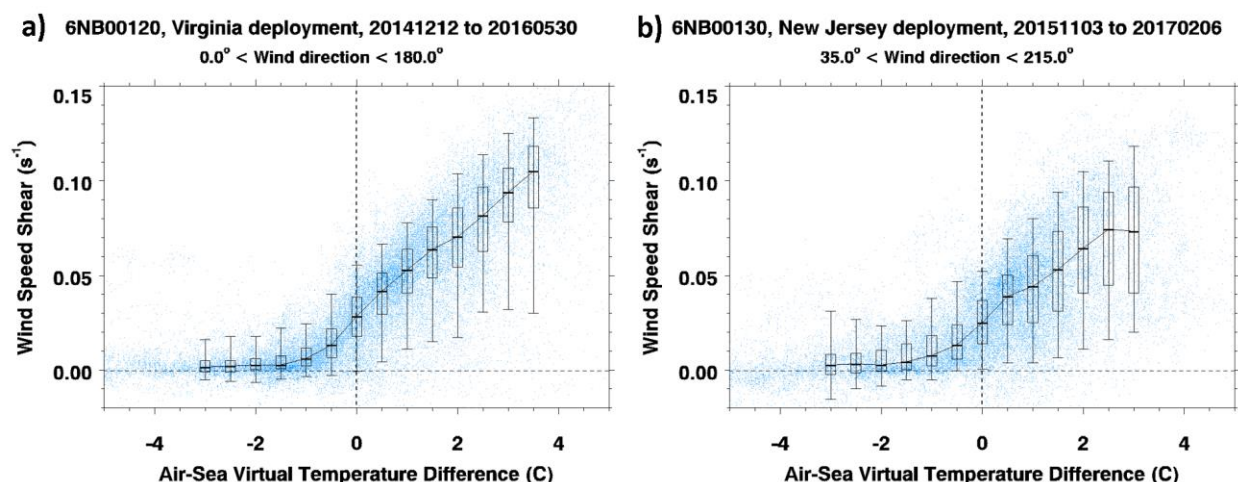 a) 6NB00120, Virginia deployment, 20141212 to 20160530
0.0° < Wind direction < 180.0°
Wind Speed Shear (s⁻¹)
0.15
0.10
0.05
0.00
-4 -2 0 2 4
Air-Sea Virtual Temperature Difference (C)
b) 6NB00130, New Jersey deployment, 20151103 to 20170206
35.0° < Wind direction < 215.0°
Wind Speed Shear (s⁻¹)
0.15
0.10
0.05
0.00
-4 -2 0 2 4
Air-Sea Virtual Temperature Difference (C)